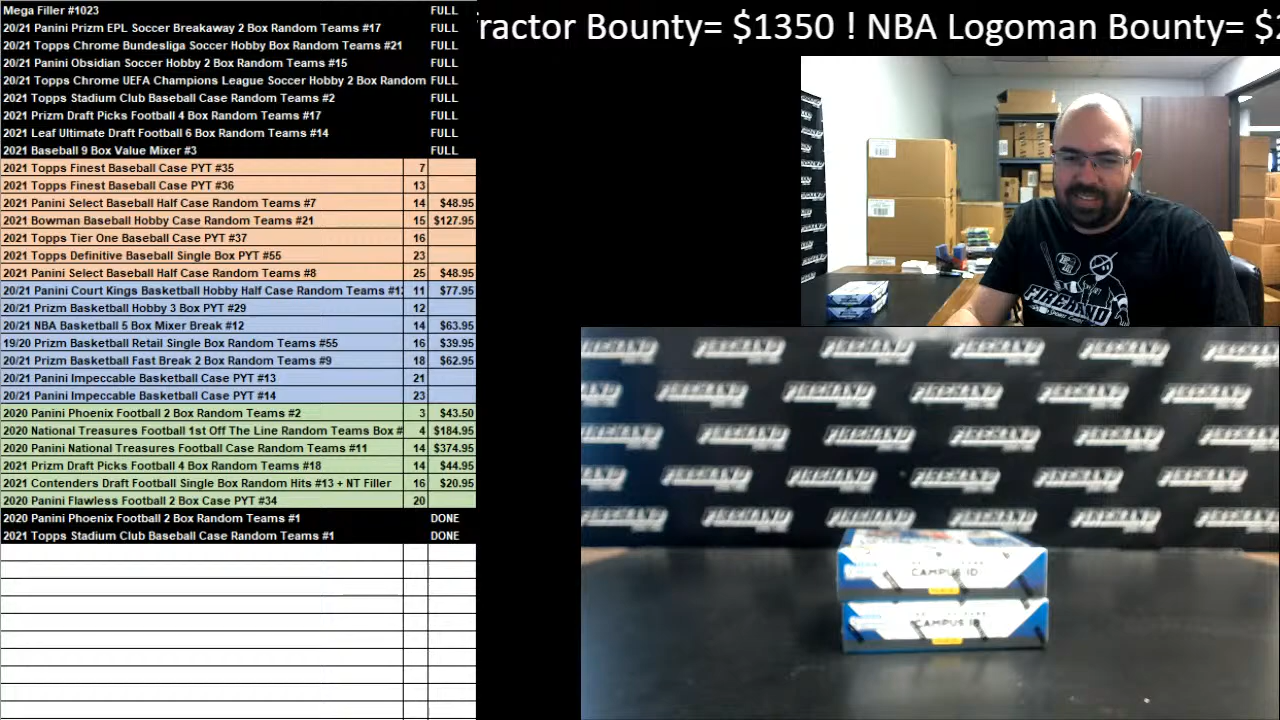 Mega Filler #1023 FULL
20/21 Panini Prizm EPL Soccer Breakaway 2 Box Random Teams #17 FULL
20/21 Topps Chrome Bundesliga Soccer Hobby Box Random Teams #21 FULL
20/21 Panini Obsidian Soccer Hobby 2 Box Random Teams #15 FULL
20/21 Topps Chrome UEFA Champions League Soccer Hobby 2 Box Random FULL
2021 Topps Stadium Club Baseball Case Random Teams #2 FULL
2021 Prizm Draft Picks Football 4 Box Random Teams #17 FULL
2021 Leaf Ultimate Draft Football 6 Box Random Teams #14 FULL
2021 Baseball 9 Box Value Mixer #3 FULL
2021 Topps Finest Baseball Case PYT #35 7
2021 Topps Finest Baseball Case PYT #36 13
2021 Panini Select Baseball Half Case Random Teams #7 14 $48.95
2021 Bowman Baseball Hobby Case Random Teams #21 15 $127.95
2021 Topps Tier One Baseball Case PYT #37 16
2021 Topps Definitive Baseball Single Box PYT #55 23
2021 Panini Select Baseball Half Case Random Teams #8 25 $48.95
20/21 Panini Court Kings Basketball Hobby Half Case Random Teams 11 $77.95
20/21 Prizm Basketball Hobby 3 Box PYT #29 12
20/21 NBA Basketball 5 Box Mixer Break #12 14 $63.95
19/20 Prizm Basketball Retail Single Box Random Teams #55 16 $39.95
20/21 Prizm Basketball Fast Break 2 Box Random Teams #9 18 $62.95
20/21 Panini Impeccable Basketball Case PYT #13 21
20/21 Panini Impeccable Basketball Case PYT #14 23
2020 Panini Phoenix Football 2 Box Random Teams #2 3 $43.50
2020 National Treasures Football 1st Off The Line Random Teams Box # 4 $184.95
2020 Panini National Treasures Football Case Random Teams #11 14 $374.95
2021 Prizm Draft Picks Football 4 Box Random Teams #18 14 $44.95
2021 Contenders Draft Football Single Box Random Hits #13 + NT Filler 16 $20.95
2020 Panini Flawless Football 2 Box Case PYT #34 20
2020 Panini Phoenix Football 2 Box Random Teams #1 DONE
2021 Topps Stadium Club Baseball Case Random Teams #1 DONE
ractor Bounty= $1350 ! NBA Logoman Bounty= $
FIREHAND
CAMPUS ID
CAMPUS ID